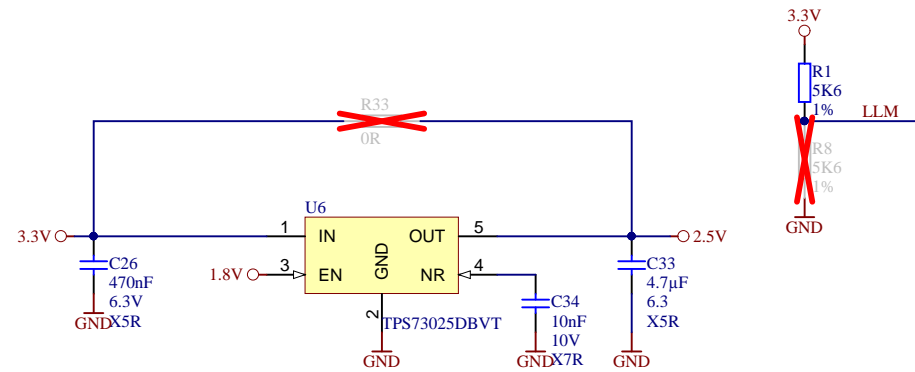 3.3V
R1
5K6
1%
LLM
R8
5K6
1%
GND
R33
0R
U6
3.3V
1
IN
OUT
5
2.5V
GND
1.8V
3
EN
NR
4
2
TPS73025DBVT
C26
470nF
6.3V
X5R
GND
C34
10nF
10V
X7R
GND
GND
C33
4.7µF
6.3
X5R
GND